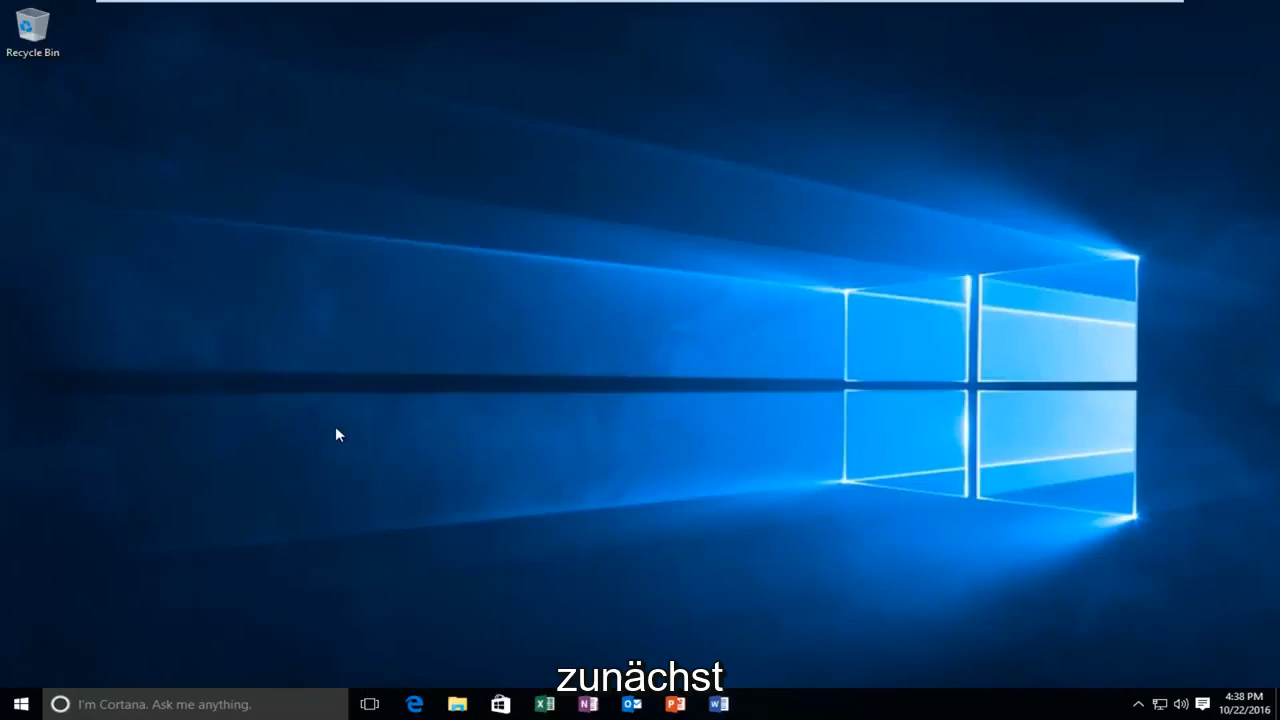 Recycle Bin
zunächst
I'm Cortana. Ask me anything.
4:38 PM
10/22/2016